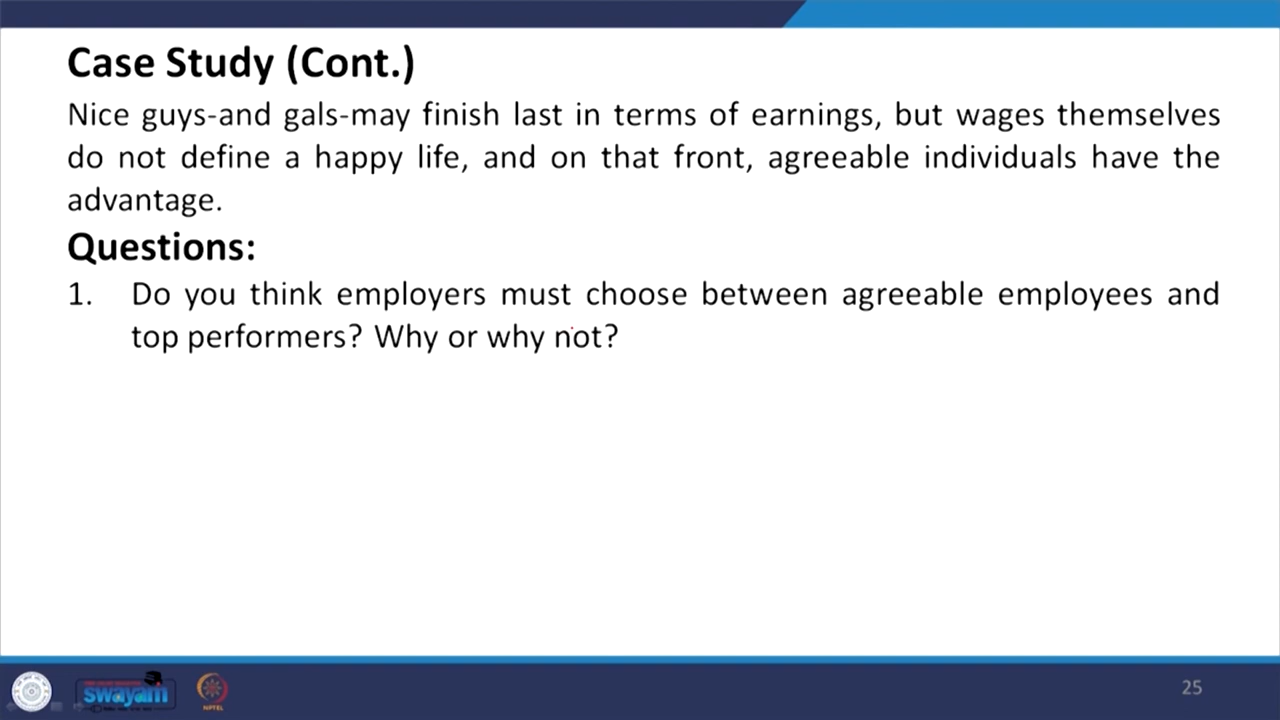 Case Study (Cont.)
Nice guys-and gals-may finish last in terms of earnings, but wages themselves
do not define a happy life, and on that front, agreeable individuals have the
advantage.
Questions:
1. Do you think employers must choose between agreeable employees and
top performers? Why or why not?
swayam
NPTEL
25